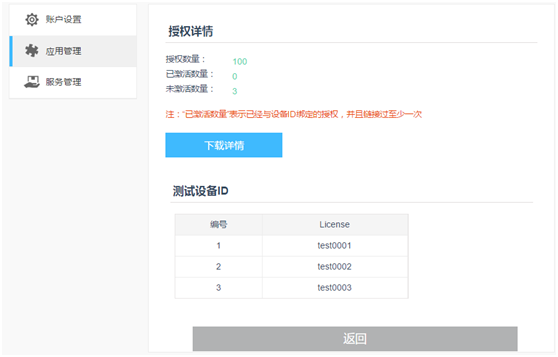 账户设置
应用管理
服务管理
授权详情
授权数量： 100
已激活数量： 0
未激活数量： 3
注：“已激活数量”表示已经与设备ID绑定的授权，并且链接过至少一次
下载详情
测试设备ID
编号 License
1 test0001
2 test0002
3 test0003
返回